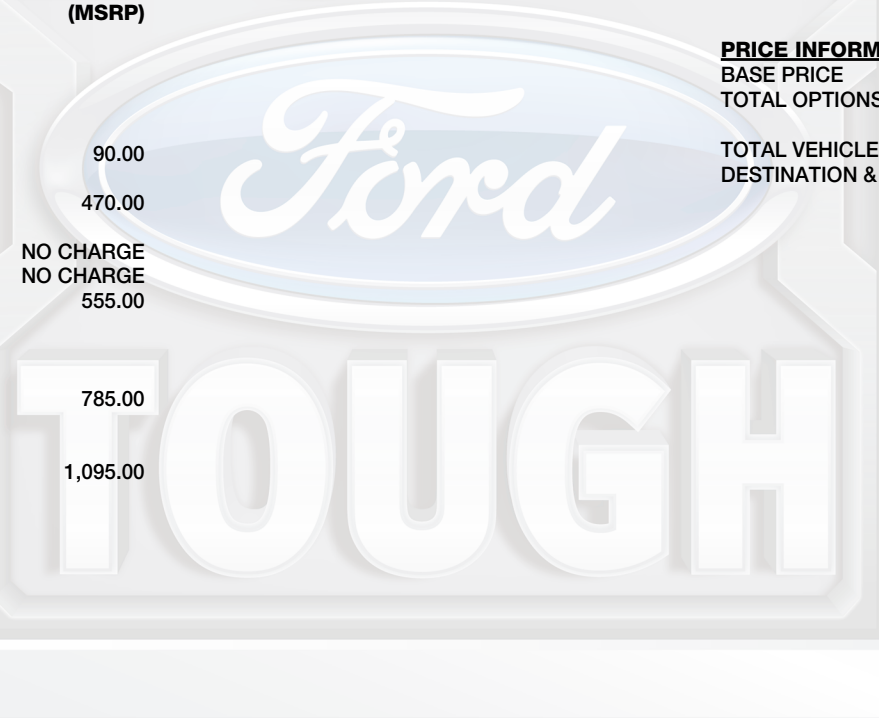 (MSRP)
90.00
470.00
NO CHARGE
NO CHARGE
555.00
785.00
1,095.00
PRICE INFORM
BASE PRICE
TOTAL OPTIONS
TOTAL VEHICLE
DESTINATION &
Ford
TOUGH